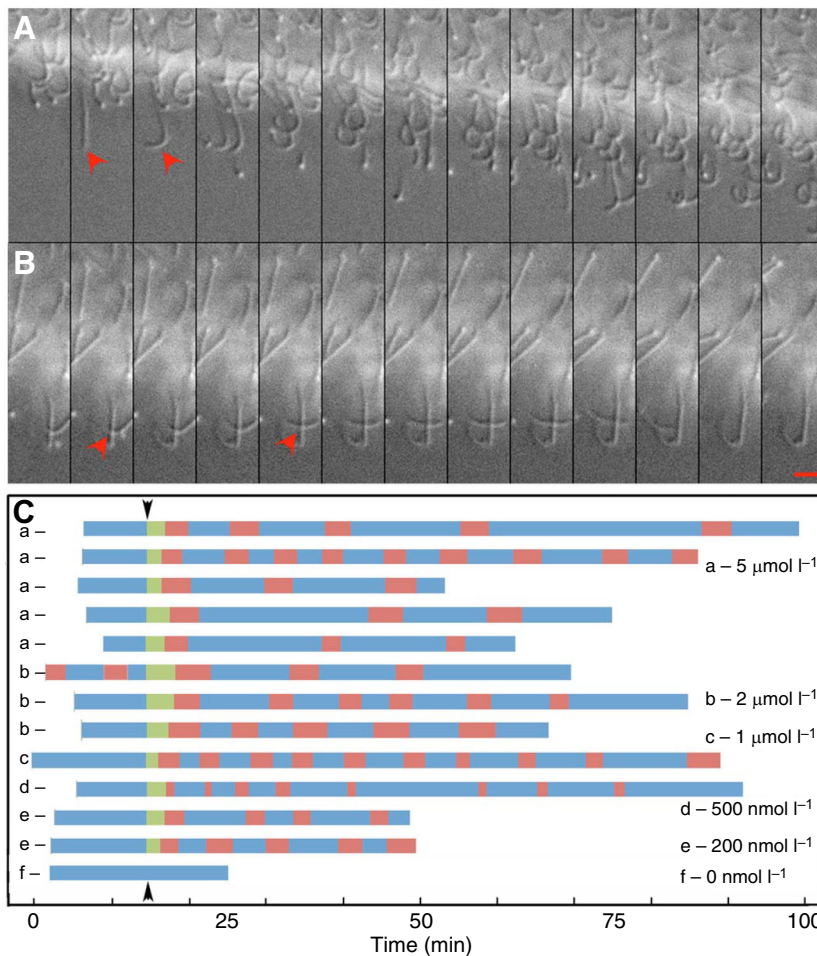 A
B
C
a –
a –
a – 5 μmol l⁻¹
a –
a –
a –
b –
b –
b – 2 μmol l⁻¹
b –
c – 1 μmol l⁻¹
c
d –
d – 500 nmol l⁻¹
e –
e –
e – 200 nmol l⁻¹
f –
f – 0 nmol l⁻¹
0 25 50 75 100
Time (min)